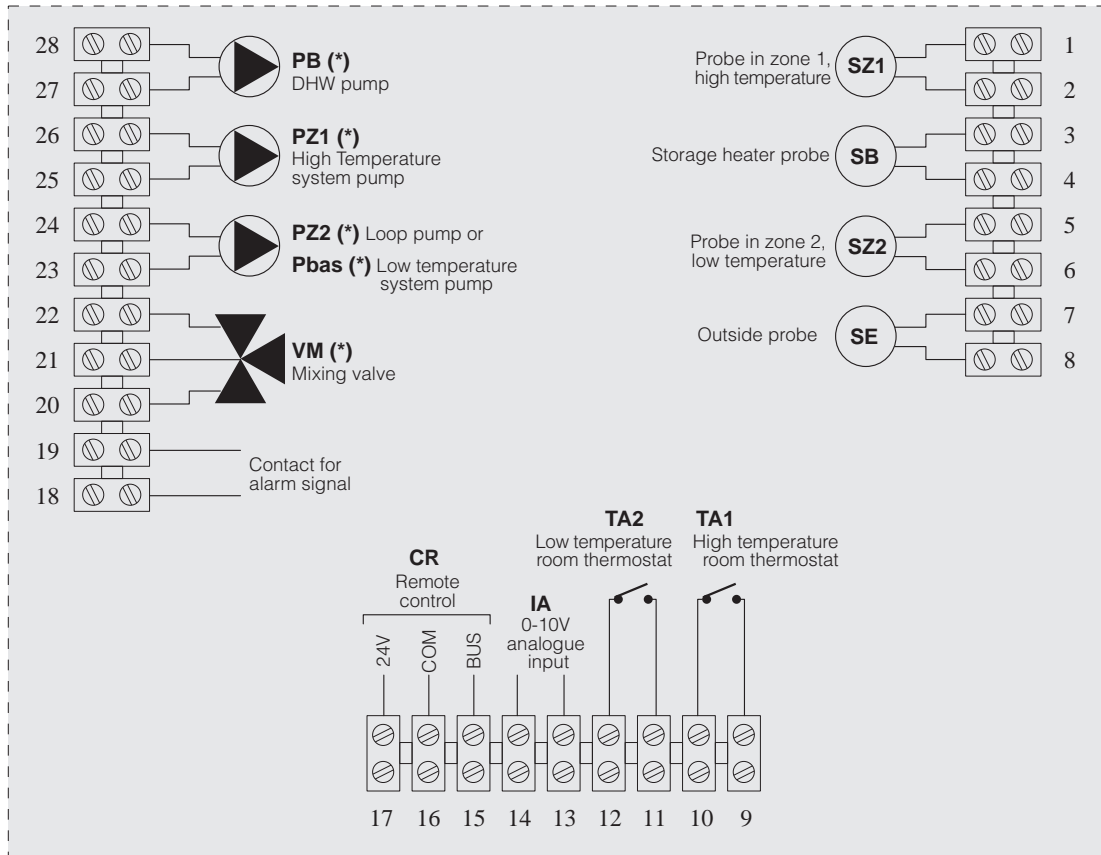 28
27
26
25
24
23
22
21
20
19
18
PB (*)
DHW pump
PZ1 (*)
High Temperature
system pump
PZ2 (*) Loop pump or
Pbas (*) Low temperature
system pump
VM (*)
Mixing valve
Contact for
alarm signal
Probe in zone 1,
high temperature
SZ1
Storage heater probe
SB
Probe in zone 2,
low temperature
SZ2
Outside probe
SE
1
2
3
4
5
6
7
8
CR
Remote
control
24V
COM
BUS
IA
0-10V
analogue
input
TA2
Low temperature
room thermostat
TA1
High temperature
room thermostat
17 16 15 14 13 12 11 10 9